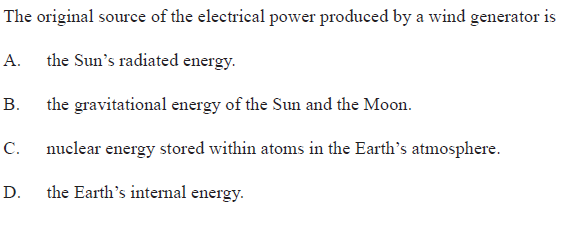 The original source of the electrical power produced by a wind generator is
A. the Sun’s radiated energy.
B. the gravitational energy of the Sun and the Moon.
C. nuclear energy stored within atoms in the Earth’s atmosphere.
D. the Earth’s internal energy.